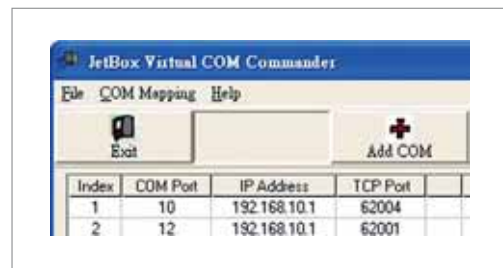 JetBox Virtual COM Commander
File COM Mapping Help
Exit Add COM
Index COM Port IP Address TCP Port
1 10 192.168.10.1 62004
2 12 192.168.10.1 62001